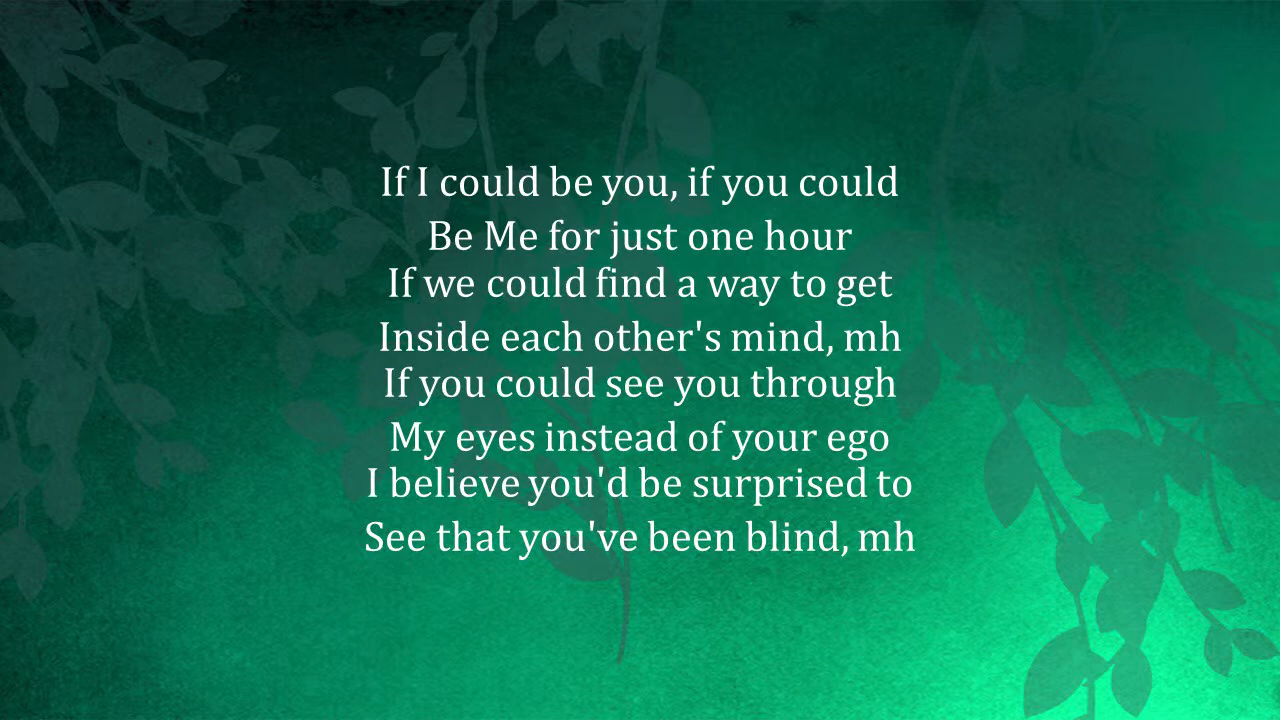 If I could be you, if you could
Be Me for just one hour
If we could find a way to get
Inside each other's mind, mh
If you could see you through
My eyes instead of your ego
I believe you'd be surprised to
See that you've been blind, mh